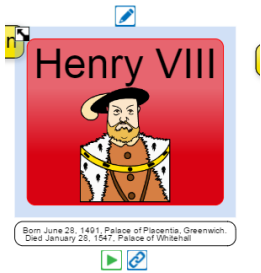 n
Henry VIII
Born June 28, 1491, Palace of Placentia, Greenwich.
Died January 28, 1547, Palace of Whitehall